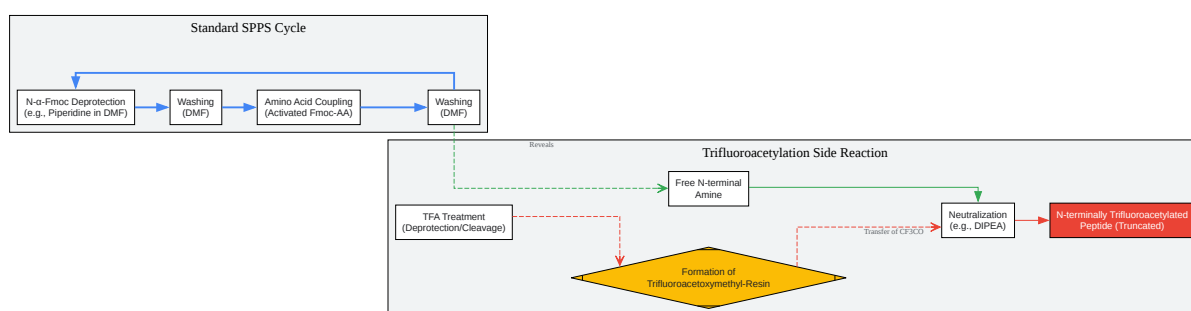 Standard SPPS Cycle
N-α-Fmoc Deprotection
(e.g., Piperidine in DMF)
Washing
(DMF)
Amino Acid Coupling
(Activated Fmoc-AA)
Washing
(DMF)
Reveals
Trifluoroacetylation Side Reaction
Free N-terminal
Amine
TFA Treatment
(Deprotection/Cleavage)
Neutralization
(e.g., DIPEA)
N-terminally Trifluoroacetylated
Peptide (Truncated)
Transfer of CF3CO
Formation of
Trifluoroacetoxymethyl-Resin